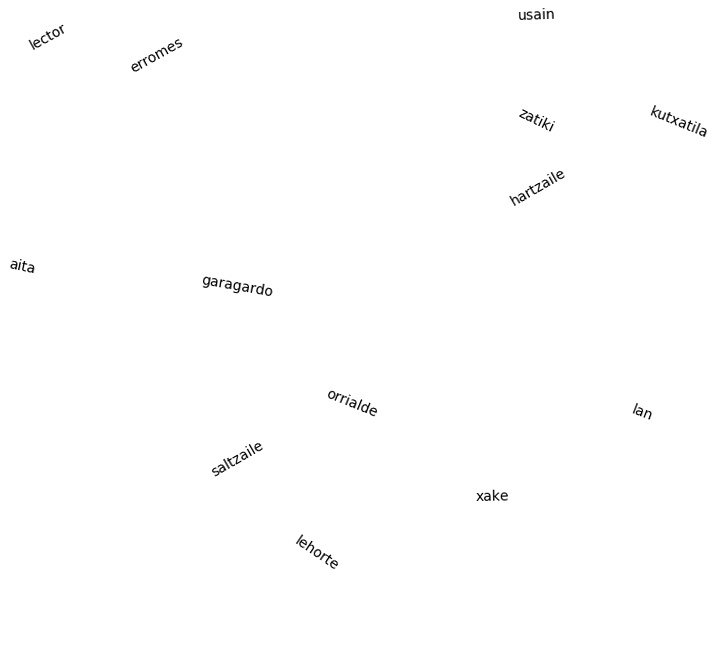 usain
lector
erromes
zatiki
kutxatila
hartzaile
aita
garagardo
orrialde
lan
saltzaile
xake
lehorte